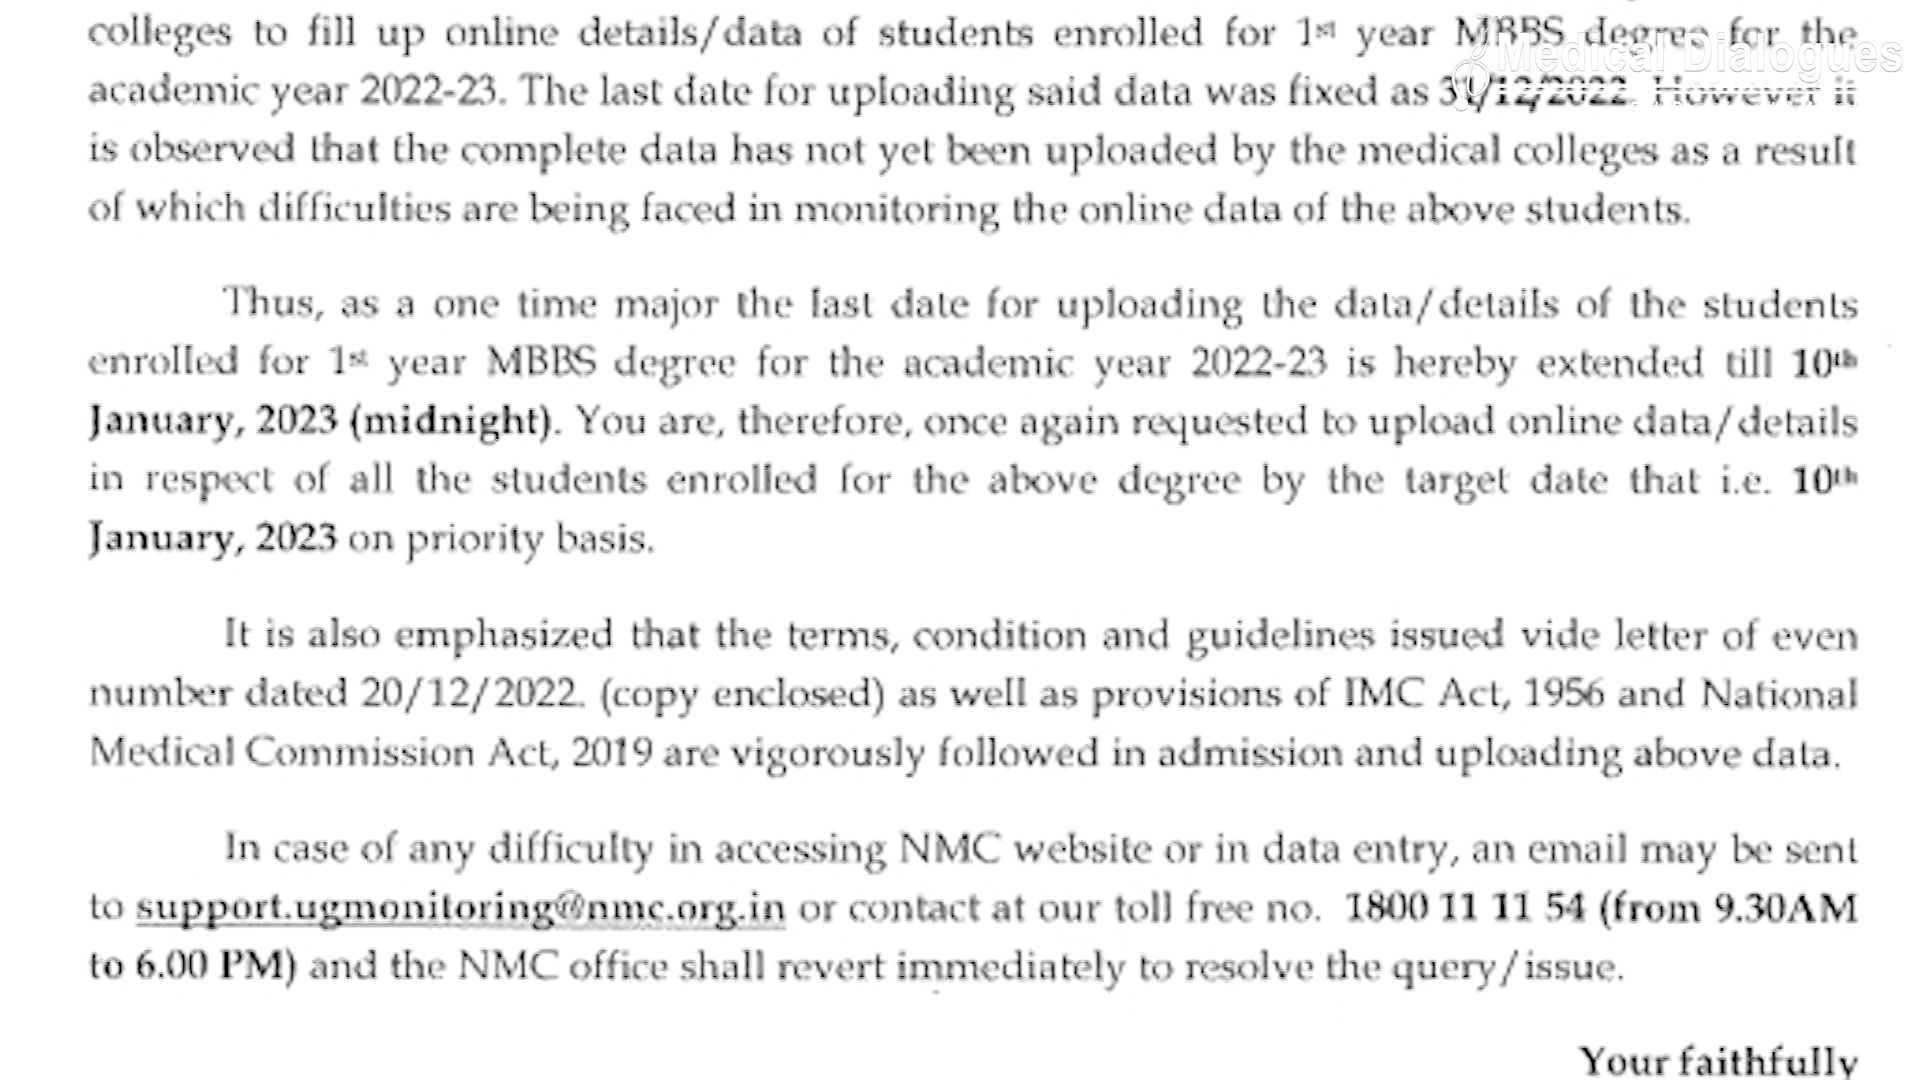 colleges to fill up online details/data of students enrolled for 1st year MBBS degree for the
Medical Dialogues
academic year 2022-23. The last date for uploading said data was fixed as 31/12/2022. However it
is observed that the complete data has not yet been uploaded by the medical colleges as a result
of which difficulties are being faced in monitoring the online data of the above students.
Thus, as a one time major the last date for uploading the data/details of the students
enrolled for 1st year MBBS degree for the academic year 2022-23 is hereby extended till 10th
January, 2023 (midnight). You are, therefore, once again requested to upload online data/details
in respect of all the students enrolled for the above degree by the target date that i.e. 10th
January, 2023 on priority basis.
It is also emphasized that the terms, condition and guidelines issued vide letter of even
number dated 20/12/2022. (copy enclosed) as well as provisions of IMC Act, 1956 and National
Medical Commission Act, 2019 are vigorously followed in admission and uploading above data.
In case of any difficulty in accessing NMC website or in data entry, an email may be sent
to support.ugmonitoring@nmc.org.in or contact at our toll free no. 1800 11 11 54 (from 9.30AM
to 6.00 PM) and the NMC office shall revert immediately to resolve the query/issue.
Your faithfully